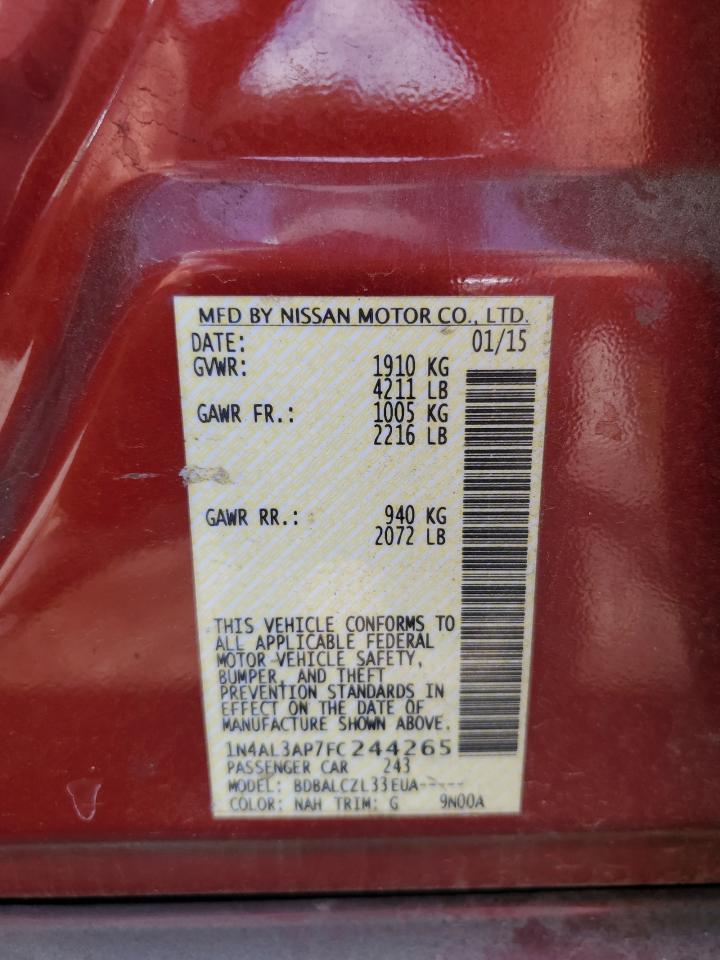 MFD BY NISSAN MOTOR CO., LTD.
DATE: 01/15
GVWR: 1910 KG
4211 LB
GAWR FR.: 1005 KG
2216 LB
GAWR RR.: 940 KG
2072 LB
THIS VEHICLE CONFORMS TO
ALL APPLICABLE FEDERAL
MOTOR VEHICLE SAFETY,
BUMPER, AND THEFT
PREVENTION STANDARDS IN
EFFECT ON THE DATE OF
MANUFACTURE SHOWN ABOVE.
1N4AL3AP7FC244265
PASSENGER CAR 243
MODEL: BDBALCZL33EUA-----
COLOR: NAH TRIM: G 9N00A